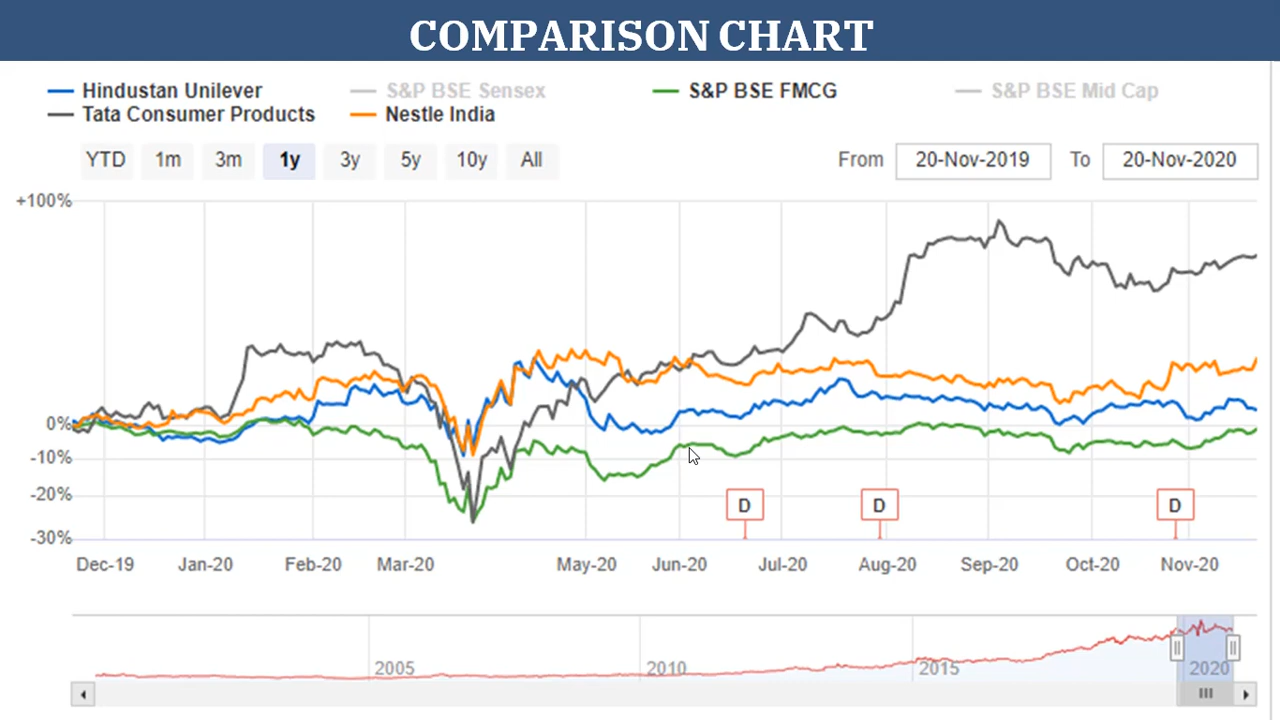 COMPARISON CHART
Hindustan Unilever S&P BSE Sensex S&P BSE FMCG S&P BSE Mid Cap
Tata Consumer Products Nestle India
YTD 1m 3m 1y 3y 5y 10y All From 20-Nov-2019 To 20-Nov-2020
+100%
0%
-10%
-20%
D D D
-30%
Dec-19 Jan-20 Feb-20 Mar-20 May-20 Jun-20 Jul-20 Aug-20 Sep-20 Oct-20 Nov-20
2005 2010 2015 2020